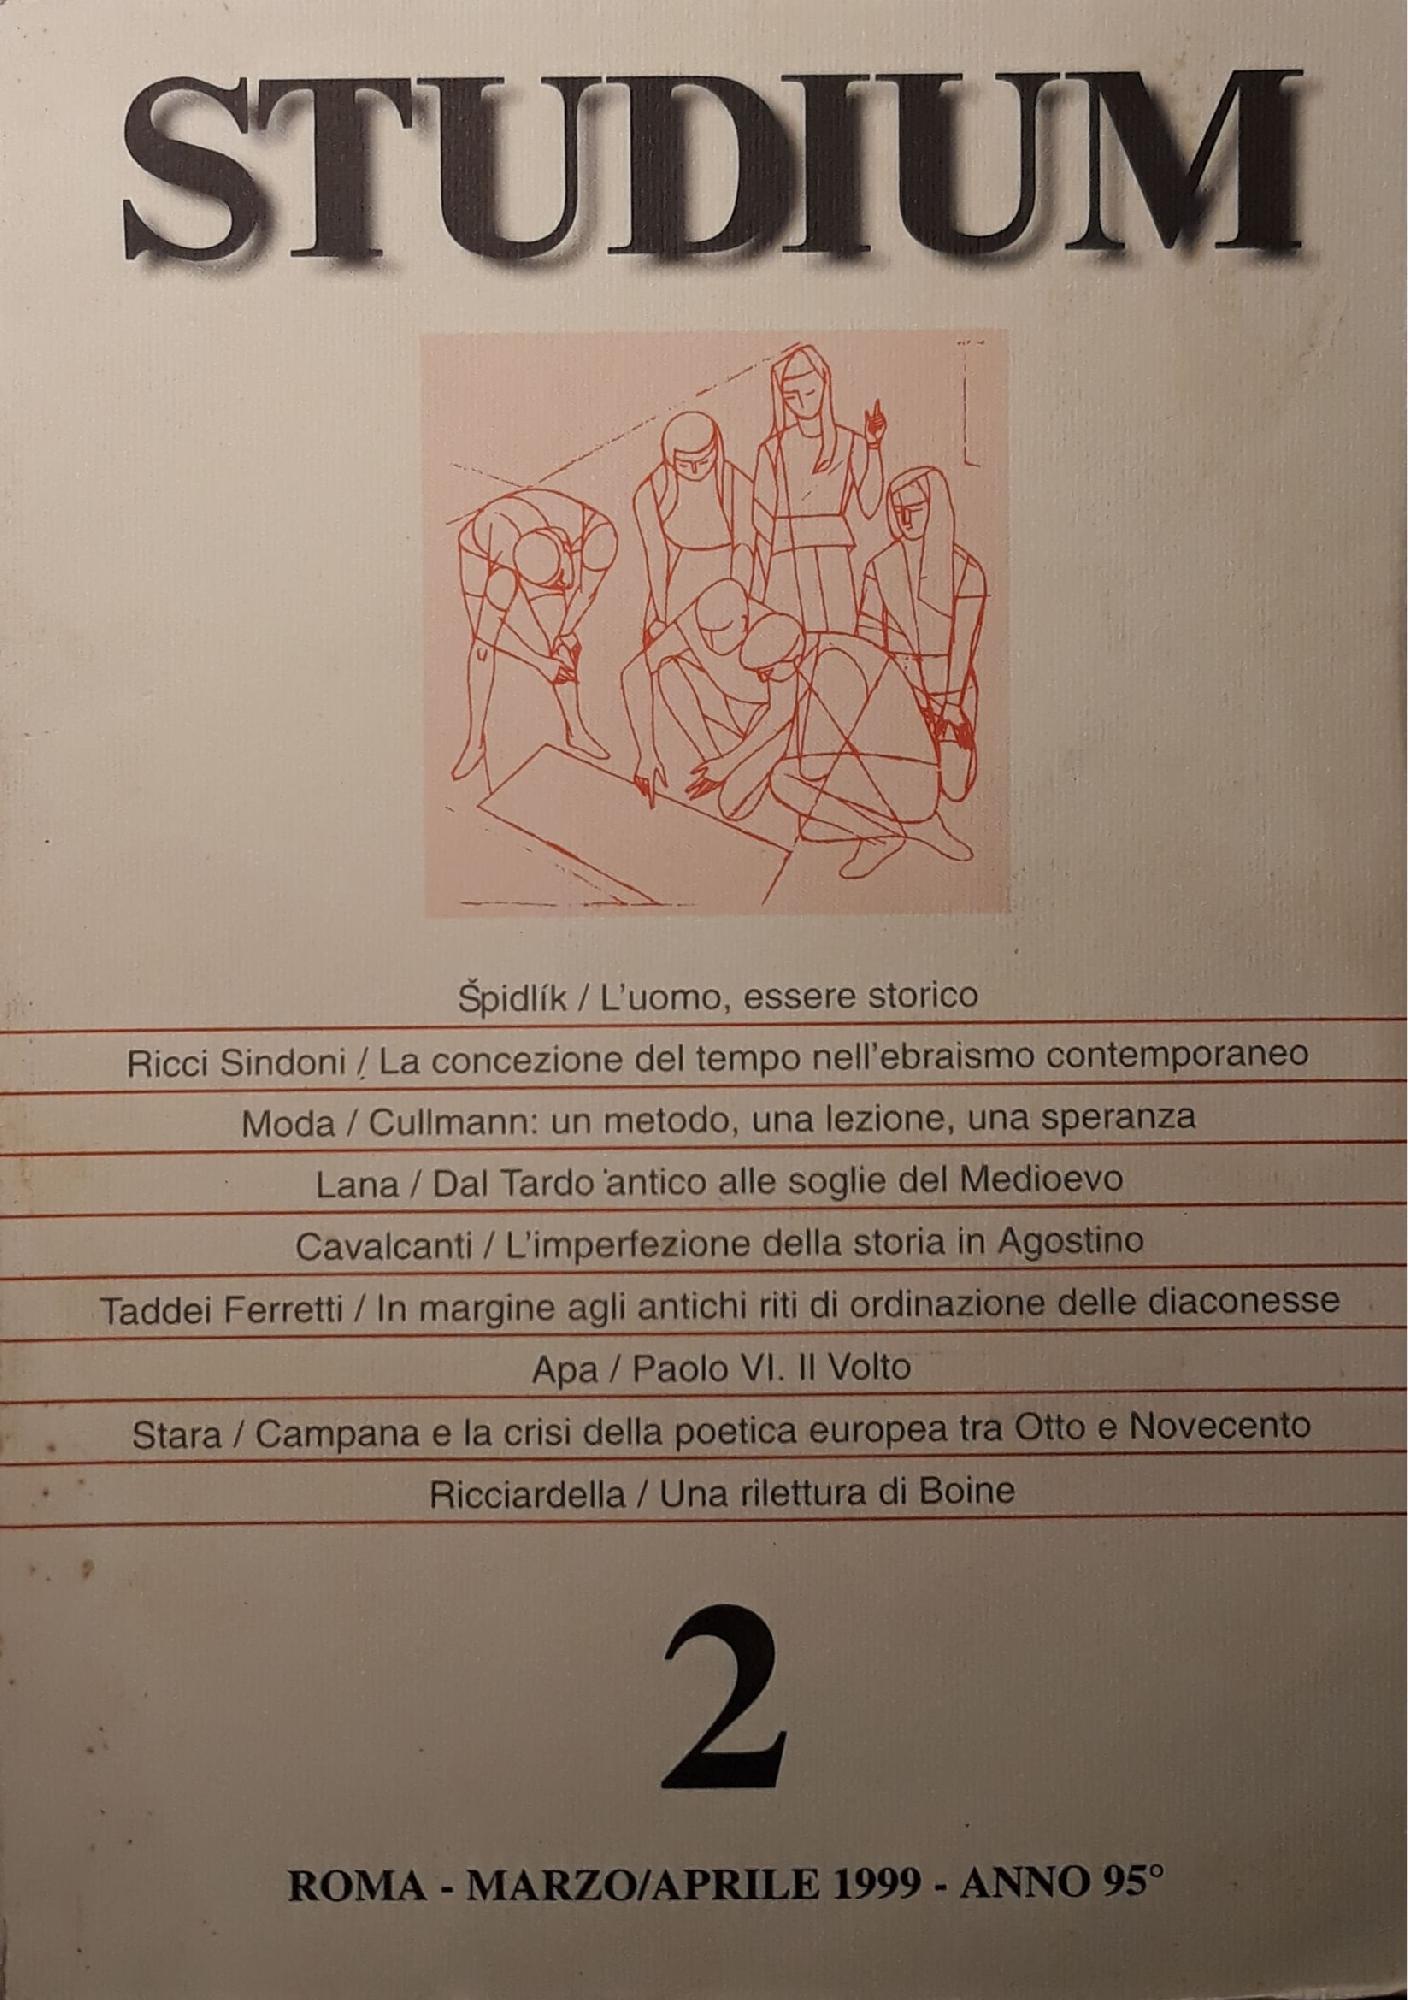 STUDIUM
Špidlík / L'uomo, essere storico
Ricci Sindoni / La concezione del tempo nell'ebraismo contemporaneo
Moda / Cullmann: un metodo, una lezione, una speranza
Lana / Dal Tardo antico alle soglie del Medioevo
Cavalcanti / L'imperfezione della storia in Agostino
Taddei Ferretti / In margine agli antichi riti di ordinazione delle diaconesse
Apa / Paolo VI. Il Volto
Stara / Campana e la crisi della poetica europea tra Otto e Novecento
Ricciardella / Una rilettura di Boine
2
ROMA - MARZO/APRILE 1999 - ANNO 95°